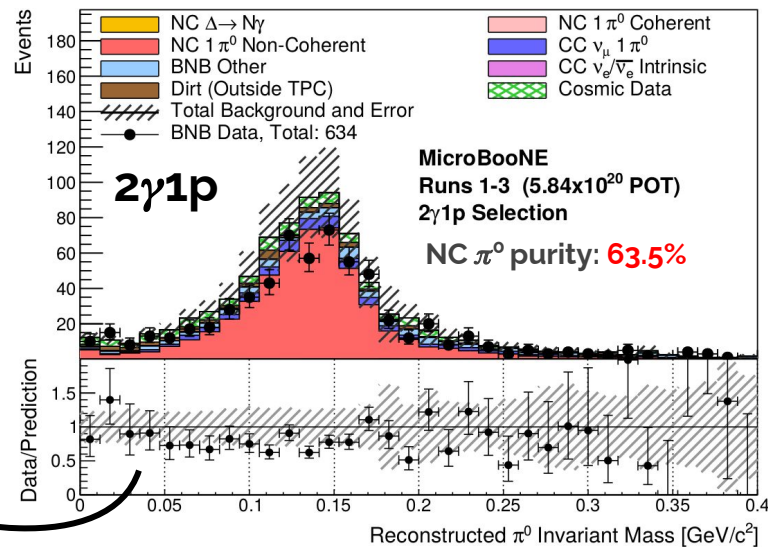 Events
NC Δ→ Nγ
NC 1 π⁰ Non-Coherent
BNB Other
Dirt (Outside TPC)
Total Background and Error
BNB Data, Total: 634
NC 1 π⁰ Coherent
CC ν_μ 1 π⁰
CC ν_e/ν̅_e Intrinsic
Cosmic Data
180
160
140
120
100
80
60
40
20
2γ1p
MicroBooNE
Runs 1-3 (5.84x10²⁰ POT)
2γ1p Selection
NC π⁰ purity: 63.5%
Data/Prediction
1.5
1
0.5
0
0
0.05
0.1
0.15
0.2
0.25
0.3
0.35
0.4
Reconstructed π⁰ Invariant Mass [GeV/c²]